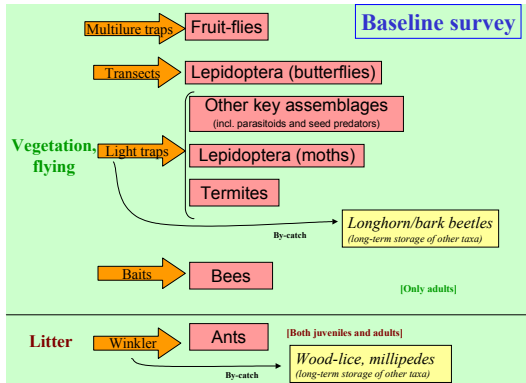 Baseline survey
Multilure traps
Fruit-flies
Transects
Lepidoptera (butterflies)
Other key assemblages
(incl. parasitoids and seed predators)
Vegetation,
flying
Light traps
Lepidoptera (moths)
Termites
Longhorn/bark beetles
(long-term storage of other taxa)
By-catch
Baits
Bees
[Only adults]
Litter
Winkler
Ants
[Both juveniles and adults]
Wood-lice, millipedes
(long-term storage of other taxa)
By-catch